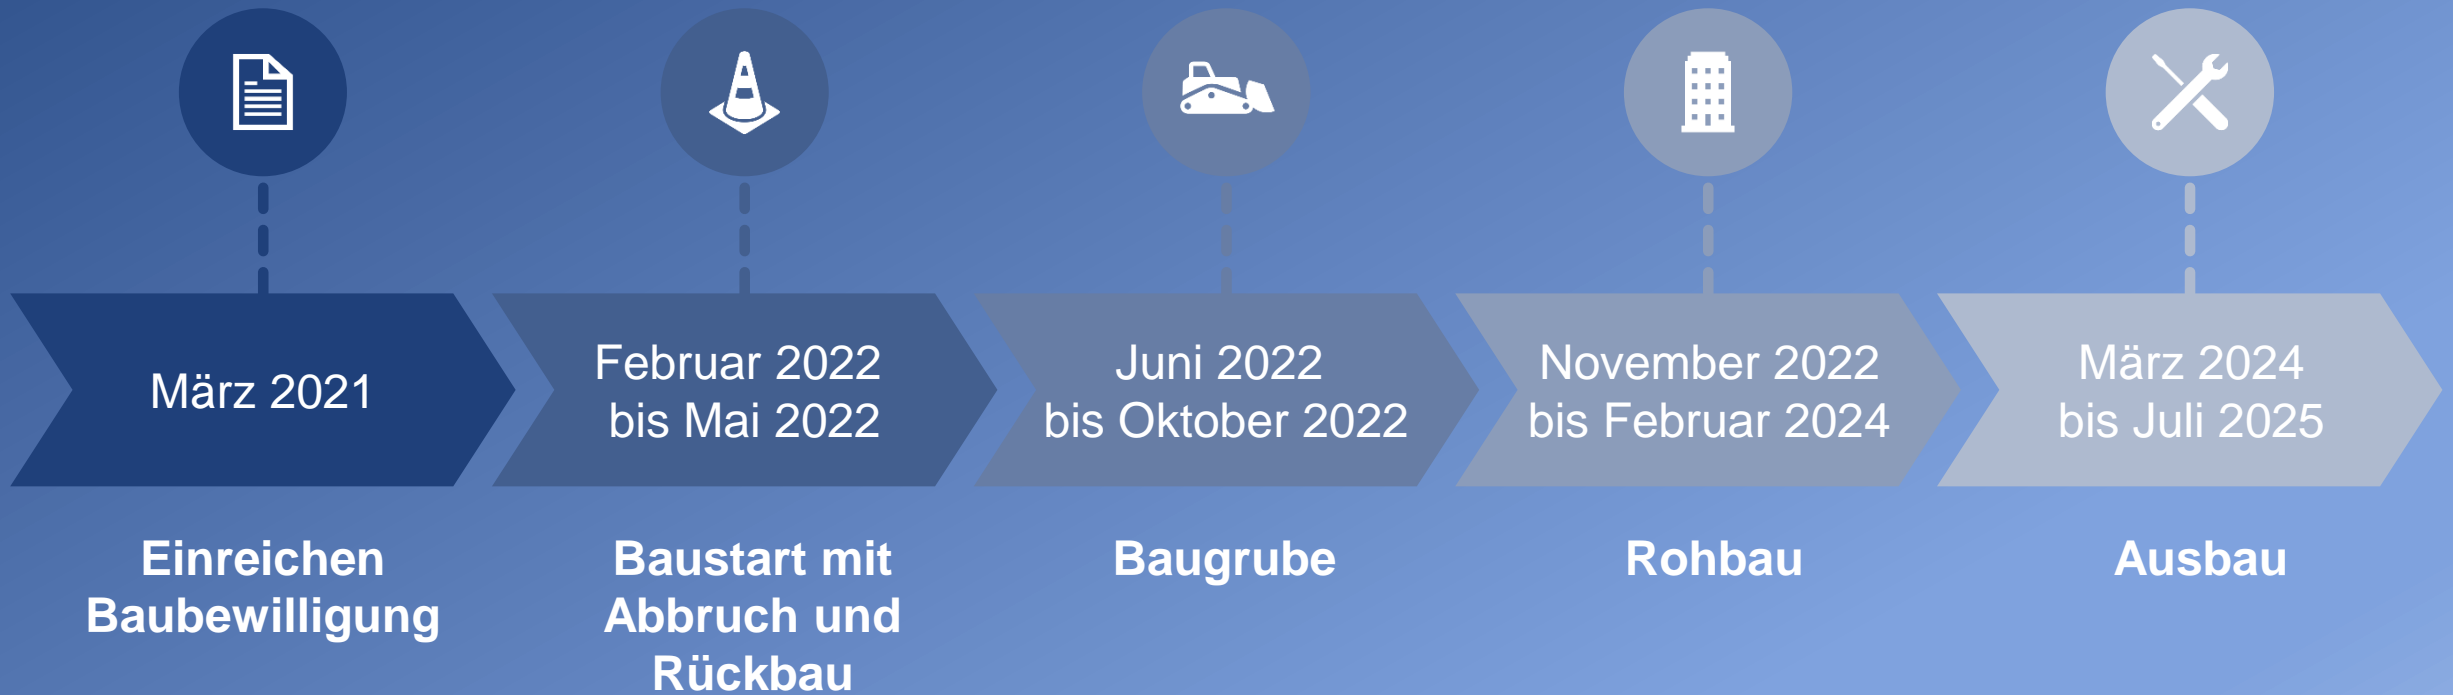 März 2021
Februar 2022
bis Mai 2022
Juni 2022
bis Oktober 2022
November 2022
bis Februar 2024
März 2024
bis Juli 2025
Einreichen
Baubewilligung
Baustart mit
Abbruch und
Rückbau
Baugrube
Rohbau
Ausbau